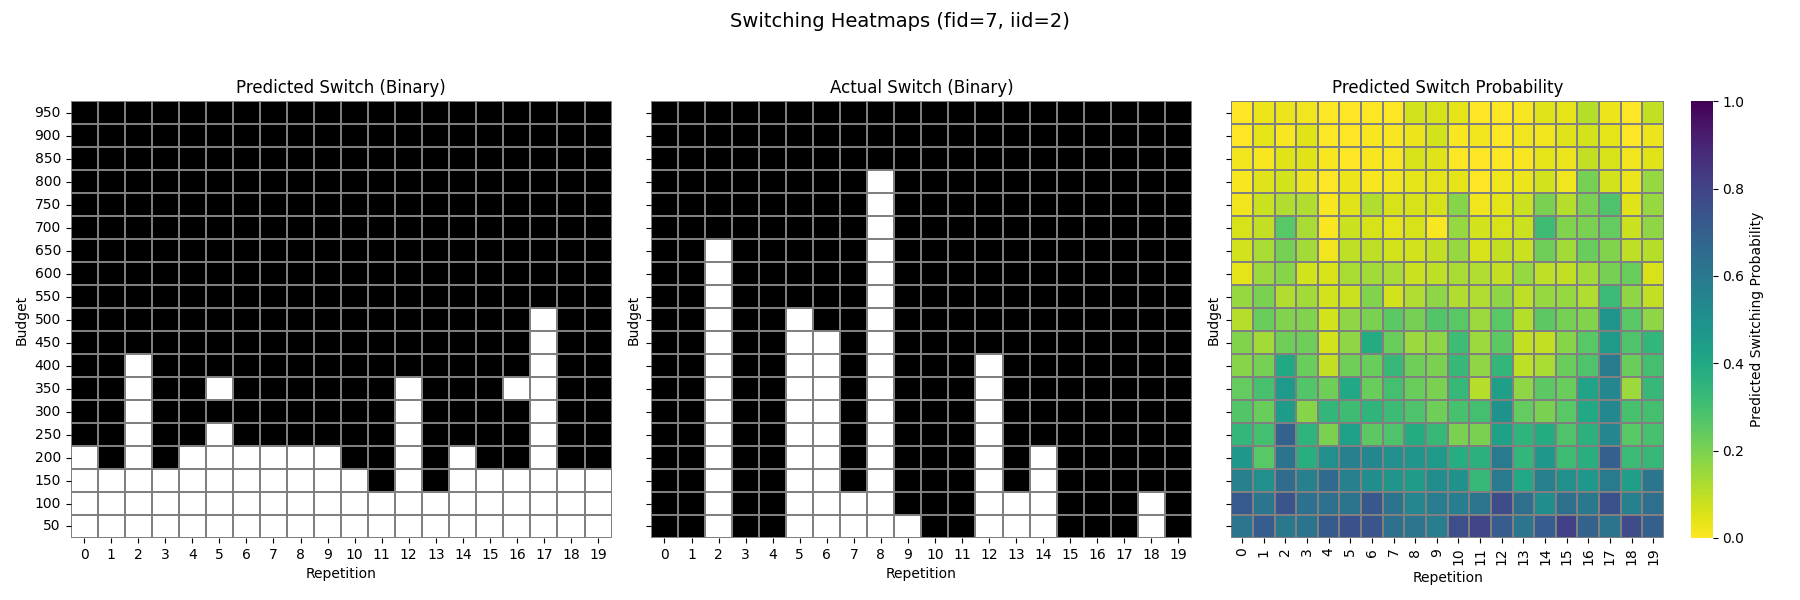 Switching Heatmaps (fid=7, iid=2)
Predicted Switch (Binary)
Budget
950
900
850
800
750
700
650
600
550
500
450
400
350
300
250
200
150
100
50
0 1 2 3 4 5 6 7 8 9 10 11 12 13 14 15 16 17 18 19
Repetition
Actual Switch (Binary)
Budget
0 1 2 3 4 5 6 7 8 9 10 11 12 13 14 15 16 17 18 19
Repetition
Predicted Switch Probability
Budget
0 1 2 3 4 5 6 7 8 9 10 11 12 13 14 15 16 17 18 19
Repetition
1.0
0.8
0.6
0.4
0.2
0.0
Predicted Switching Probability